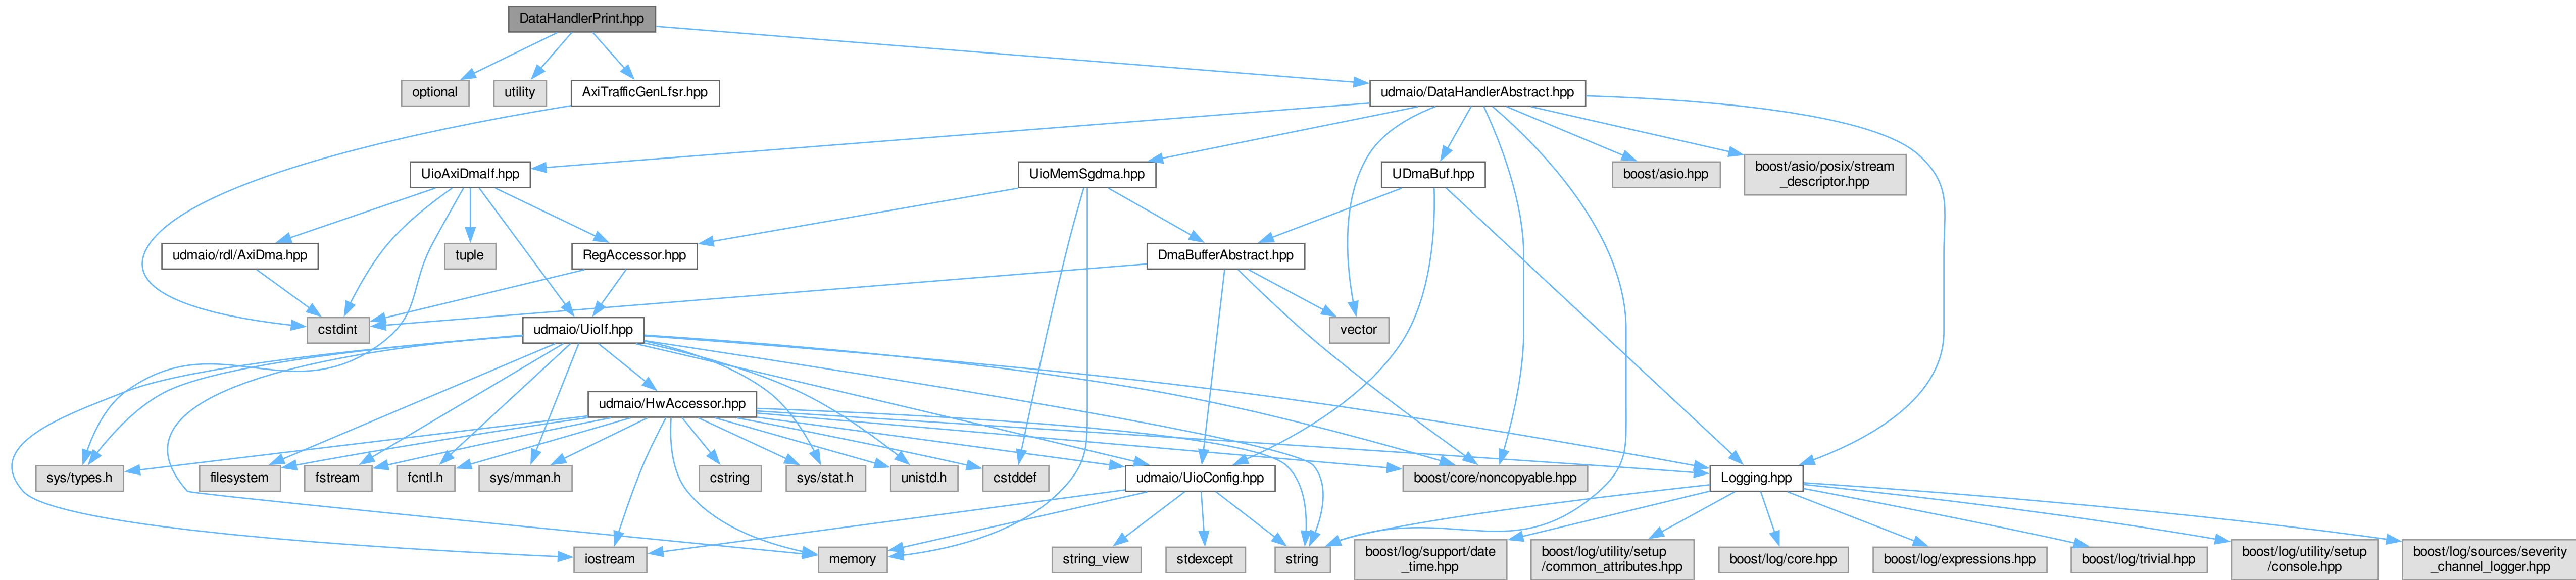 DataHandlerPrint.hpp
optional
utility
AxiTrafficGenLfsr.hpp
udmaio/DataHandlerAbstract.hpp
UioAxiDmaIf.hpp
UioMemSgdma.hpp
UDmaBuf.hpp
boost/asio.hpp
boost/asio/posix/stream
_descriptor.hpp
udmaio/rdl/AxiDma.hpp
tuple
RegAccessor.hpp
DmaBufferAbstract.hpp
cstdint
udmaio/UioIf.hpp
vector
udmaio/HwAccessor.hpp
sys/types.h
filesystem
fstream
fcntl.h
sys/mman.h
cstring
sys/stat.h
unistd.h
cstddef
udmaio/UioConfig.hpp
boost/core/noncopyable.hpp
Logging.hpp
iostream
memory
string_view
stdexcept
string
boost/log/support/date
_time.hpp
boost/log/utility/setup
/common_attributes.hpp
boost/log/core.hpp
boost/log/expressions.hpp
boost/log/trivial.hpp
boost/log/utility/setup
/console.hpp
boost/log/sources/severity
_channel_logger.hpp